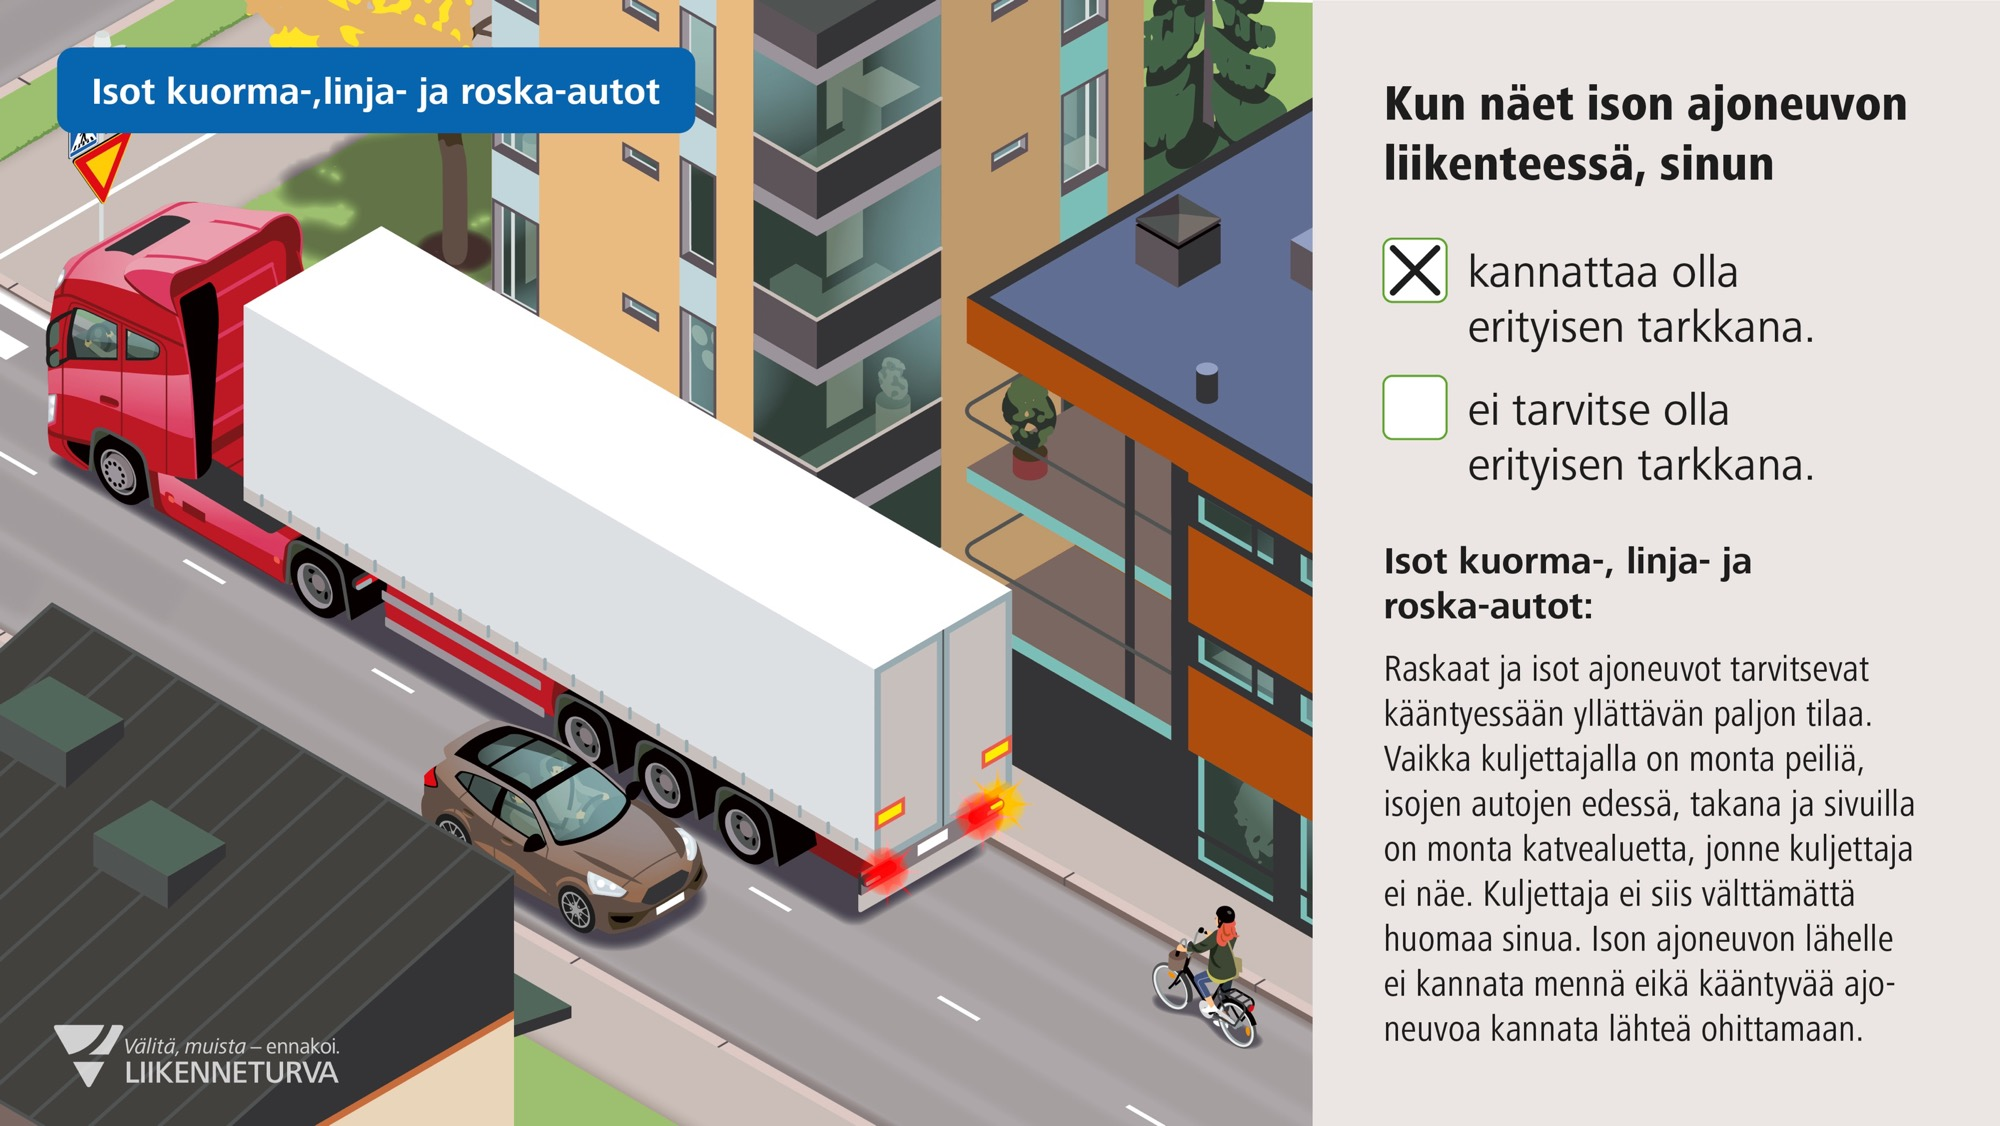 Isot kuorma-,linja- ja roska-autot
Kun näet ison ajoneuvon
liikenteessä, sinun
kannattaa olla
erityisen tarkkana.
ei tarvitse olla
erityisen tarkkana.
Isot kuorma-, linja- ja
roska-autot:
Raskaat ja isot ajoneuvot tarvitsevat
kääntyessään yllättävän paljon tilaa.
Vaikka kuljettajalla on monta peiliä,
isojen autojen edessä, takana ja sivuilla
on monta katvealuetta, jonne kuljettaja
ei näe. Kuljettaja ei siis välttämättä
huomaa sinua. Ison ajoneuvon lähelle
ei kannata mennä eikä kääntyvää ajo-
neuvoa kannata lähteä ohittamaan.
Välitä, muista – ennakoi.
LIIKENNETURVA